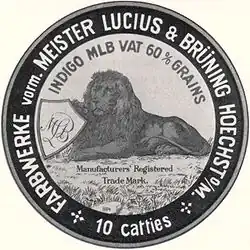 FARBWERKE vorm. MEISTER LUCIUS & BRÜNING HOECHST o/M
INDIGO MLB VAT 60% GRAINS
MLB
Manufacturers' Registered
Trade Mark.
10 Catties